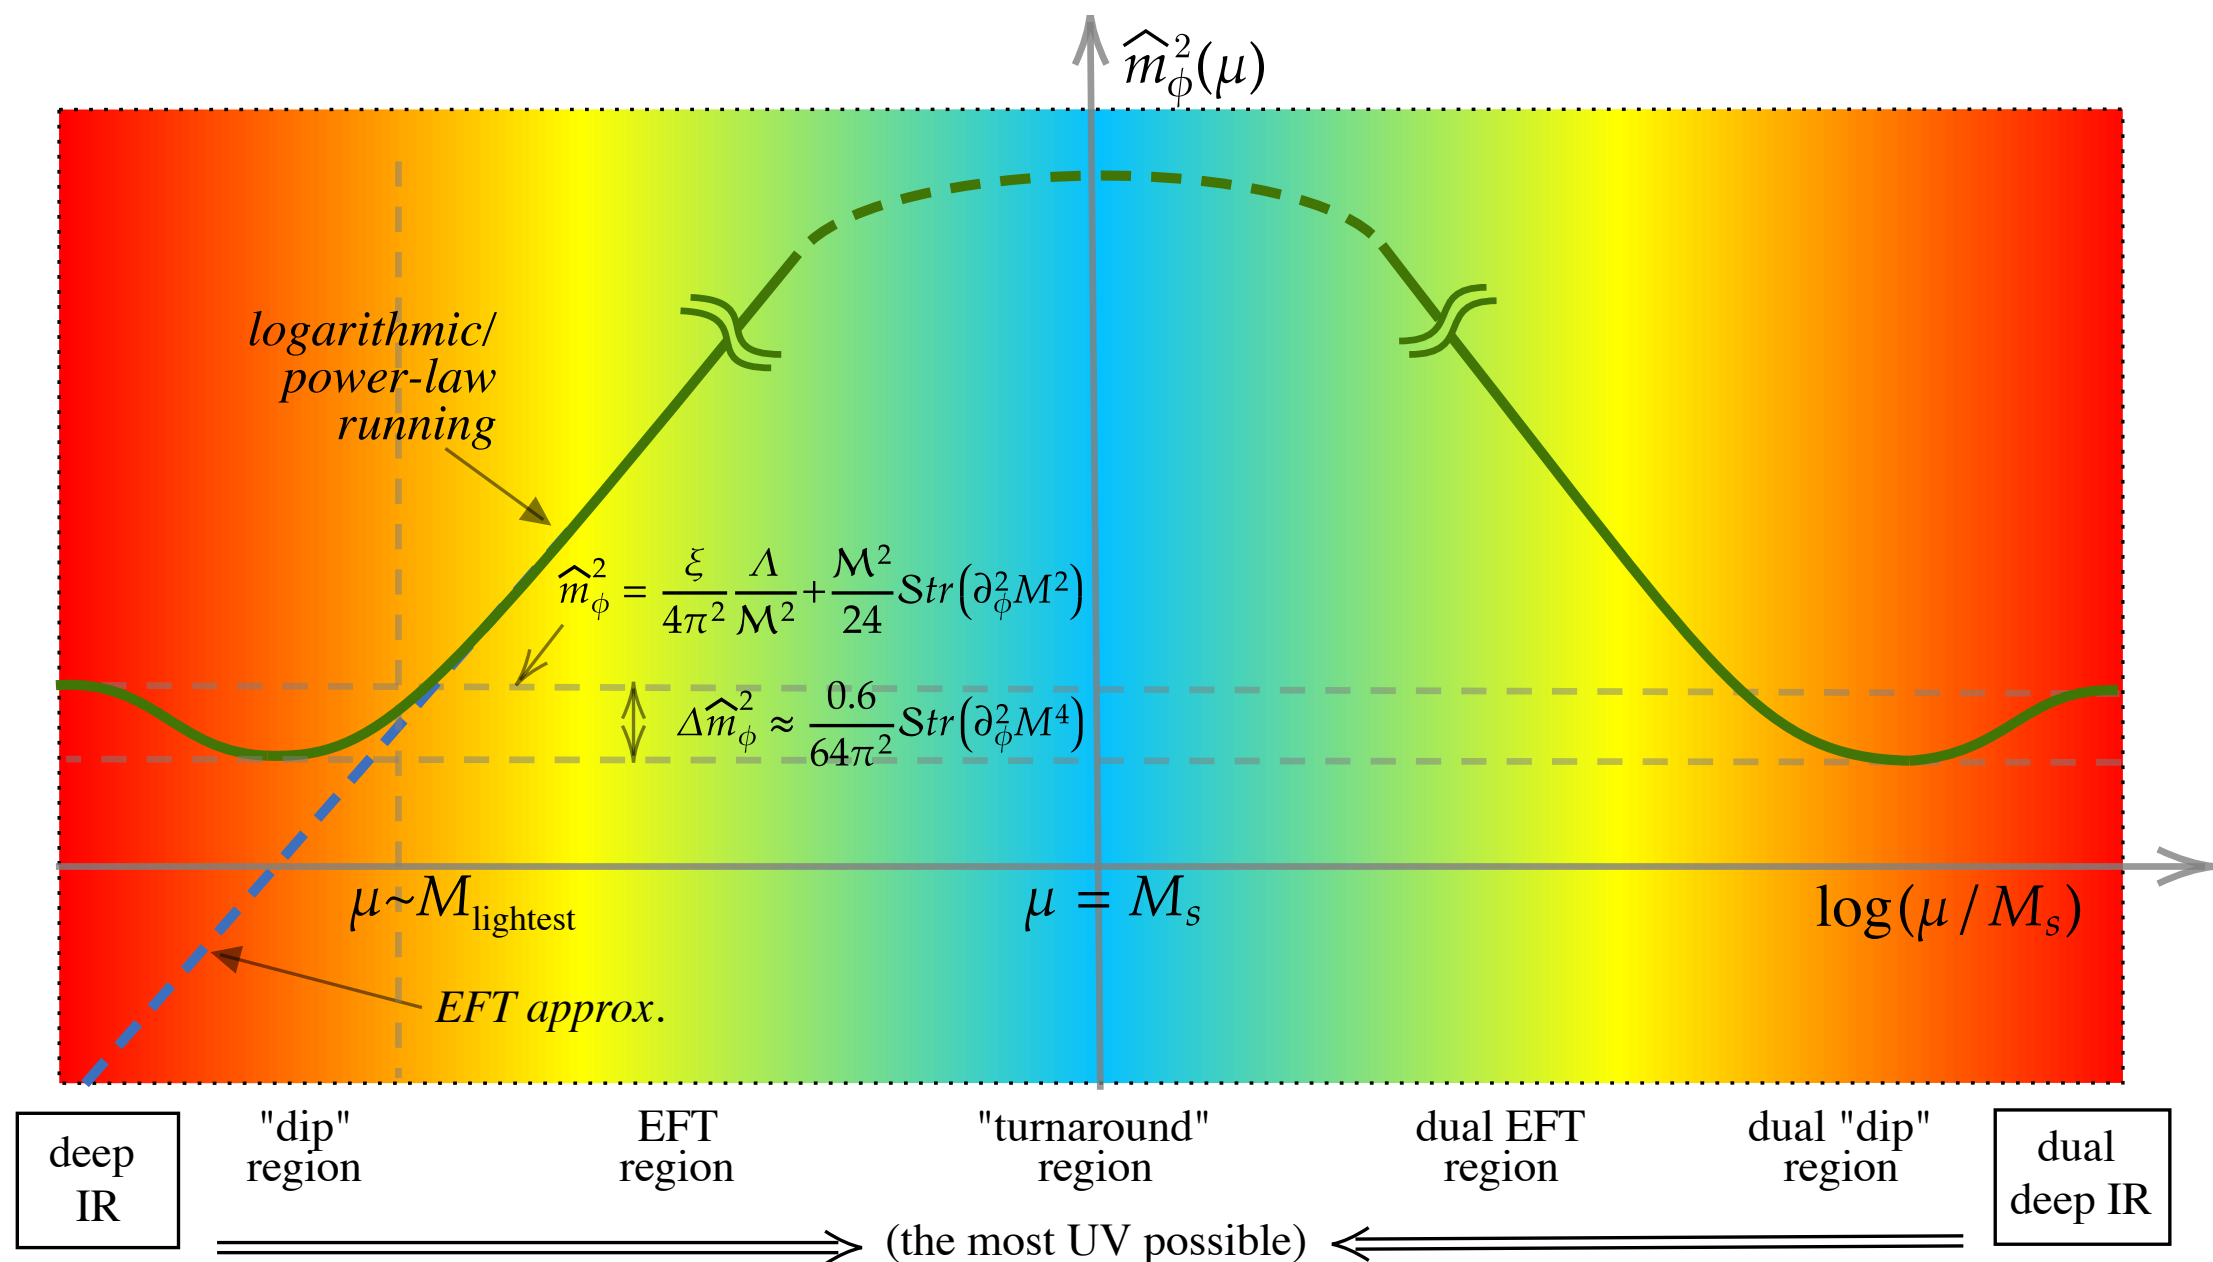 m̂²_ϕ(μ)
logarithmic/
power-law
running
m̂²_ϕ = ξ/4π² Λ/ℳ² + ℳ²/24 Str(∂²_ϕ M²)
Δm̂²_ϕ ≈ 0.6/64π² Str(∂²_ϕ M⁴)
μ~M_lightest
μ = M_s
log(μ/M_s)
EFT approx.
deep
IR
"dip"
region
EFT
region
"turnaround"
region
dual EFT
region
dual "dip"
region
dual
deep IR
(the most UV possible)